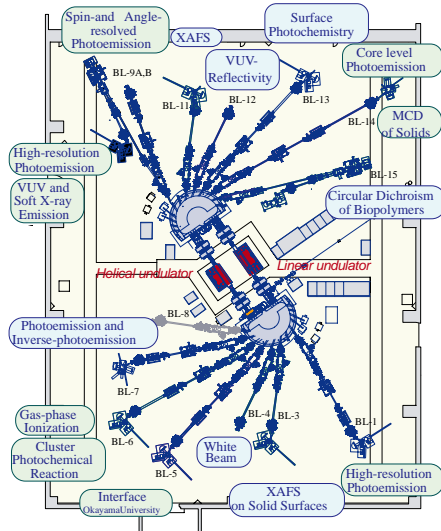 Spin-and Angle-
resolved Photoemission
XAFS
Surface
Photochemistry
VUV-
Reflectivity
Core level
Photoemission
BL-9A,B
BL-11
BL-12
BL-13
BL-14
MCD
of Solids
High-resolution
Photoemission
BL-15
VUV and
Soft X-ray
Emission
Circular Dichroism
of Biopolymers
Helical undulator
Linear undulator
BL-8
Photoemission and
Inverse-photoemission
BL-7
Gas-phase
Ionization
BL-6
BL-4
BL-3
BL-1
Cluster
Photochemical
Reaction
BL-5
White
Beam
High-resolution
Photoemission
Interface
OkayamaUniversity
XAFS
on Solid Surfaces